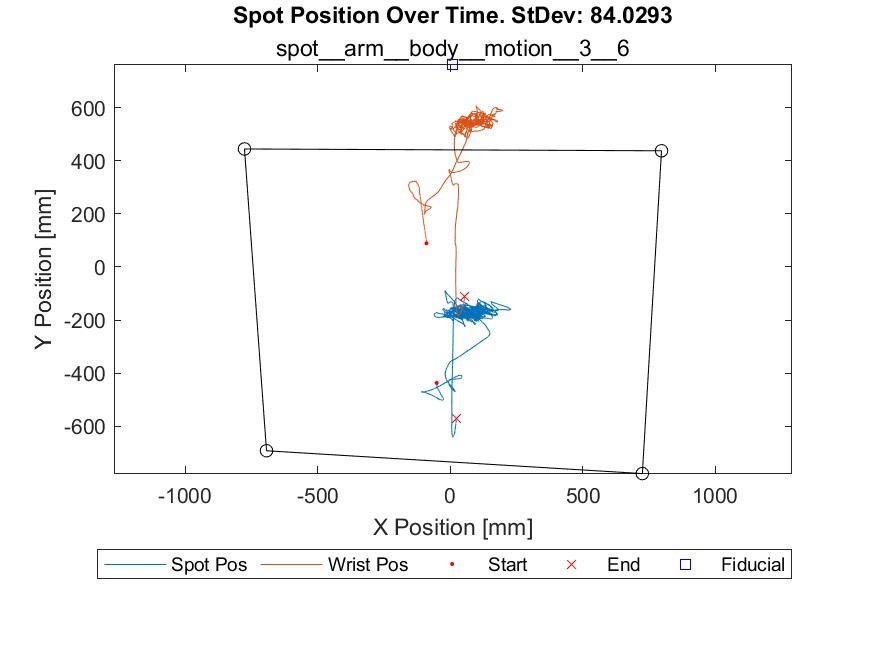 Spot Position Over Time. StDev: 84.0293
spot__arm__body__motion__3__6
600
400
200
0
-200
-400
-600
Y Position [mm]
-1000 -500 0 500 1000
X Position [mm]
Spot Pos Wrist Pos Start End Fiducial